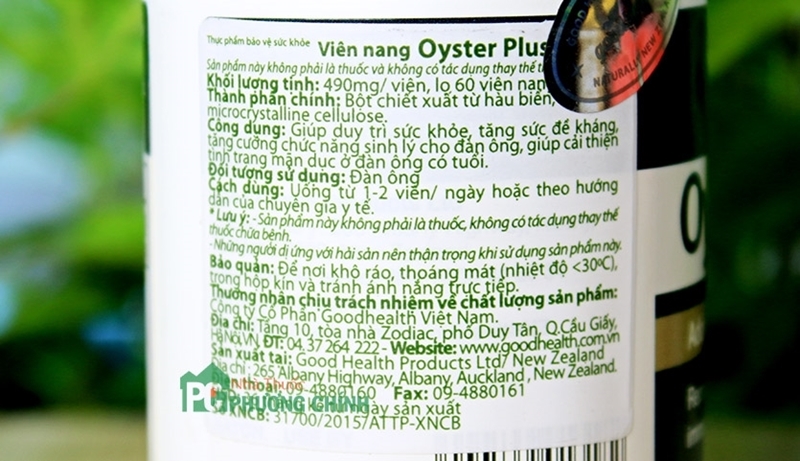 Thực phẩm bảo vệ sức khỏe Viên nang Oyster Plus
Sản phẩm này không phải là thuốc và không có tác dụng thay thế
Khối lượng tính: 490mg/ viên, lọ 60 viên nang
Thành phần chính: Bột chiết xuất từ hàu biển,
microcrystalline cellulose.
Công dụng: Giúp duy trì sức khỏe, tăng sức đề kháng,
tăng cường chức năng sinh lý cho đàn ông, giúp cải thiện
tình trạng mãn dục ở đàn ông có tuổi.
Đối tượng sử dụng: Đàn ông
Cách dùng: Uống từ 1-2 viên/ ngày hoặc theo hướng
dẫn của chuyên gia y tế.
* Lưu ý: - Sản phẩm này không phải là thuốc, không có tác dụng thay thế
thuốc chữa bệnh.
- Những người dị ứng với hải sản nên thận trọng khi sử dụng sản phẩm này.
Bảo quản: Để nơi khô ráo, thoáng mát (nhiệt độ <30ºC),
trong hộp kín và tránh ánh nắng trực tiếp.
Thương nhân chịu trách nhiệm về chất lượng sản phẩm:
Công ty Cổ Phần Goodhealth Việt Nam.
Địa chỉ: Tầng 10, tòa nhà Zodiac, phố Duy Tân, Q.Cầu Giấy,
Hà Nội, VN. ĐT: 04.37 264 222 - Website: www.goodhealth.com.vn
Sản xuất tại: Good Health Products Ltd/ New Zealand
chỉ : 265 Albany Highway, Albany, Auckland , New Zealand.
thoại: 09-4880160 Fax: 09-4880161
ngày sản xuất
XNCB: 31700/2015/ATTP-XNCB
NATURALLY NEW
PC
PHƯƠNG CHINH